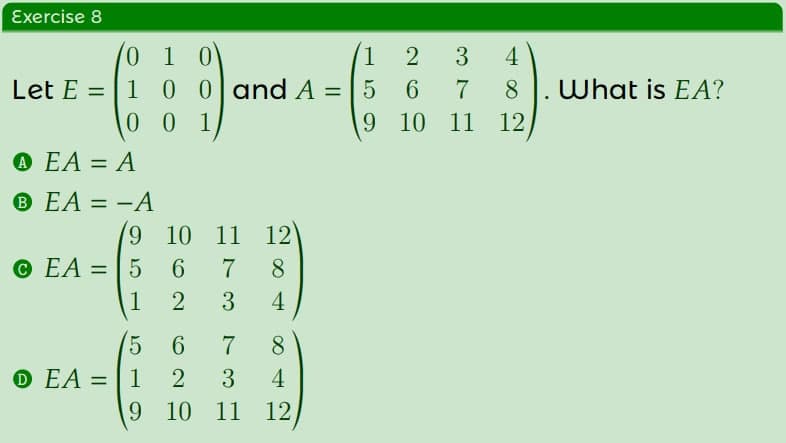 Exercise 8
Let E = \begin{pmatrix} 0 & 1 & 0 \\ 1 & 0 & 0 \\ 0 & 0 & 1 \end{pmatrix} and A = \begin{pmatrix} 1 & 2 & 3 & 4 \\ 5 & 6 & 7 & 8 \\ 9 & 10 & 11 & 12 \end{pmatrix}. What is EA?
A EA = A
B EA = −A
C EA = \begin{pmatrix} 9 & 10 & 11 & 12 \\ 5 & 6 & 7 & 8 \\ 1 & 2 & 3 & 4 \end{pmatrix}
D EA = \begin{pmatrix} 5 & 6 & 7 & 8 \\ 1 & 2 & 3 & 4 \\ 9 & 10 & 11 & 12 \end{pmatrix}